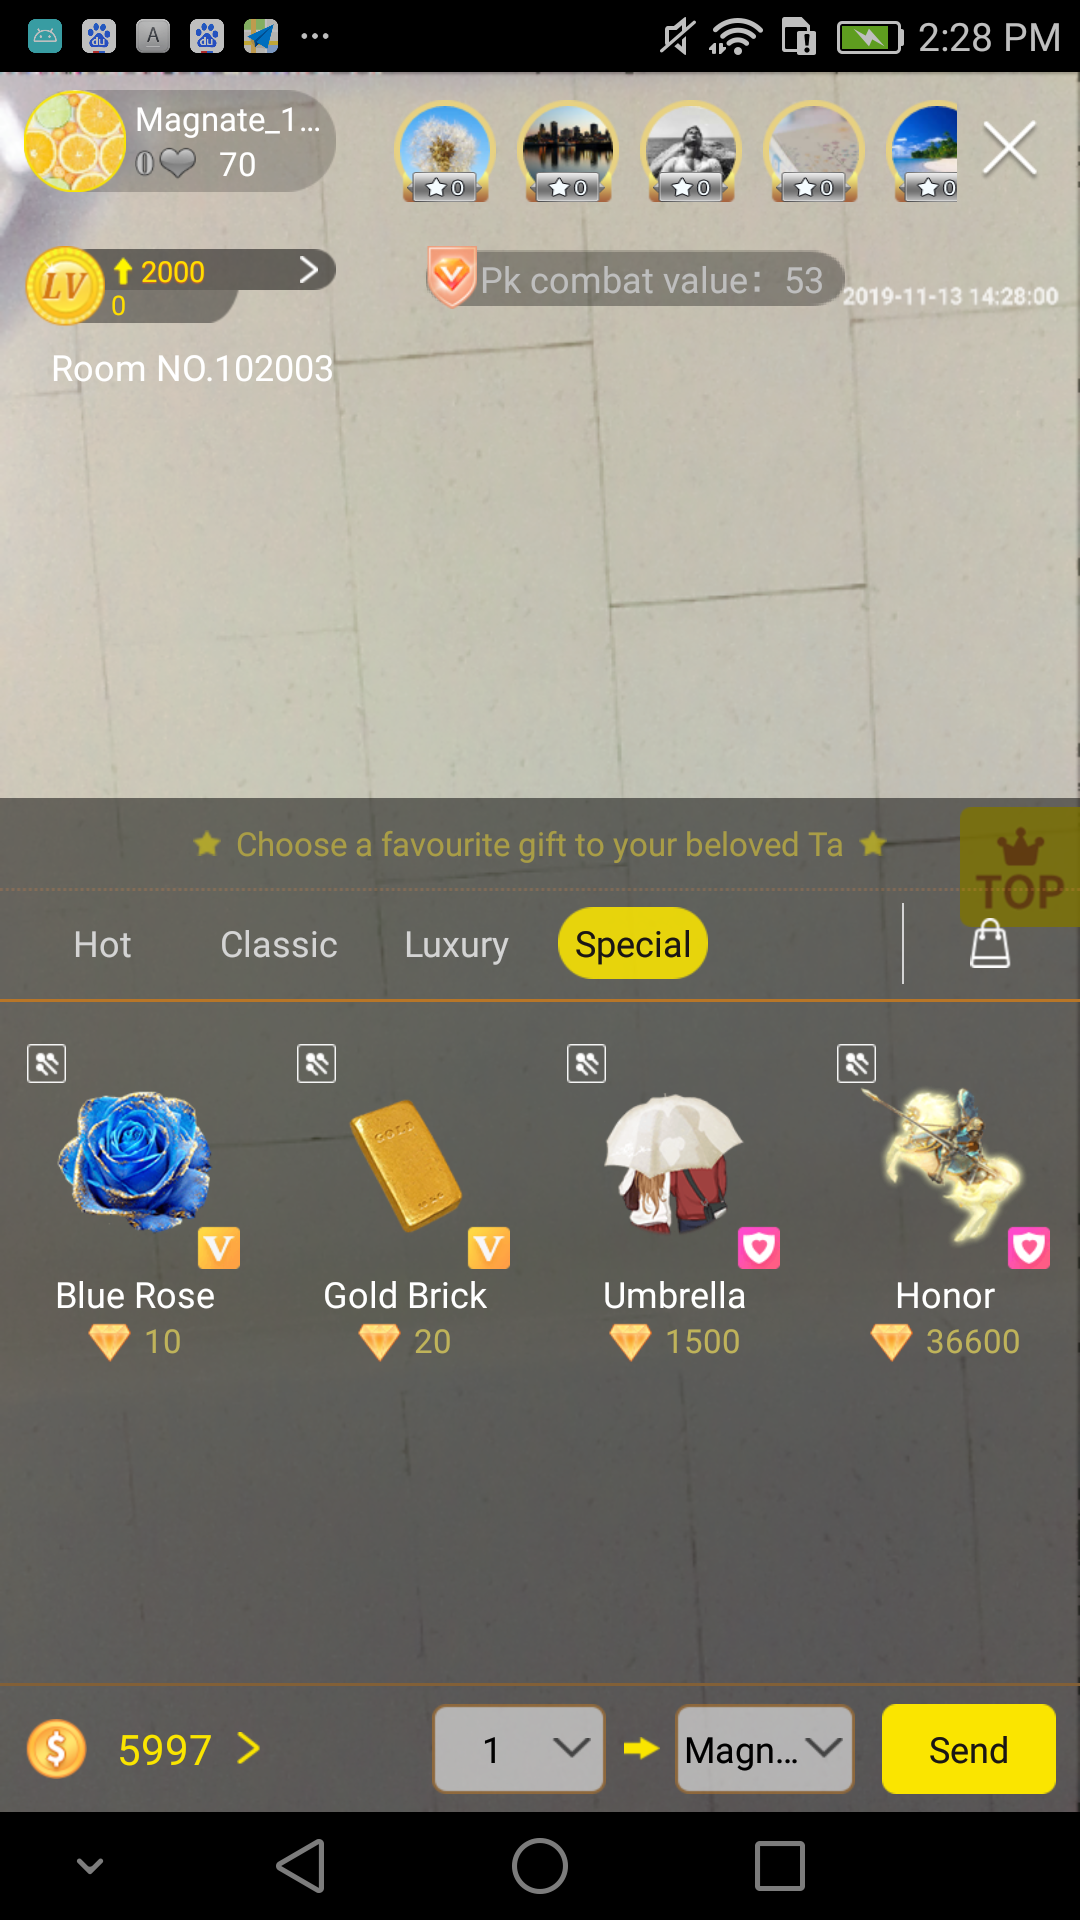 2:28 PM
Magnate_1...
70
0
0
0
0
0
LV
2000
0
Pk combat value: 53
2019-11-13 14:28:00
Room NO.102003
Choose a favourite gift to your beloved Ta
TOP
Hot
Classic
Luxury
Special
V
V
Blue Rose
Gold Brick
Umbrella
Honor
10
20
1500
36600
5997
1
Magn...
Send